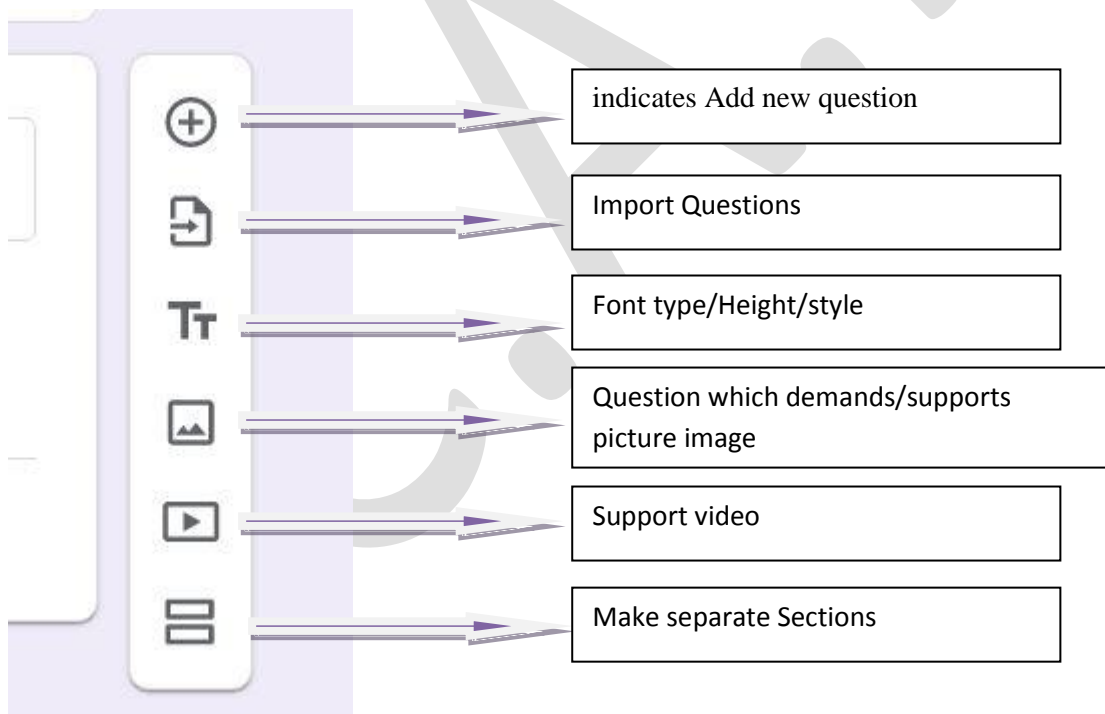 indicates Add new question
Import Questions
Tт
Font type/Height/style
Question which demands/supports
picture image
Support video
Make separate Sections